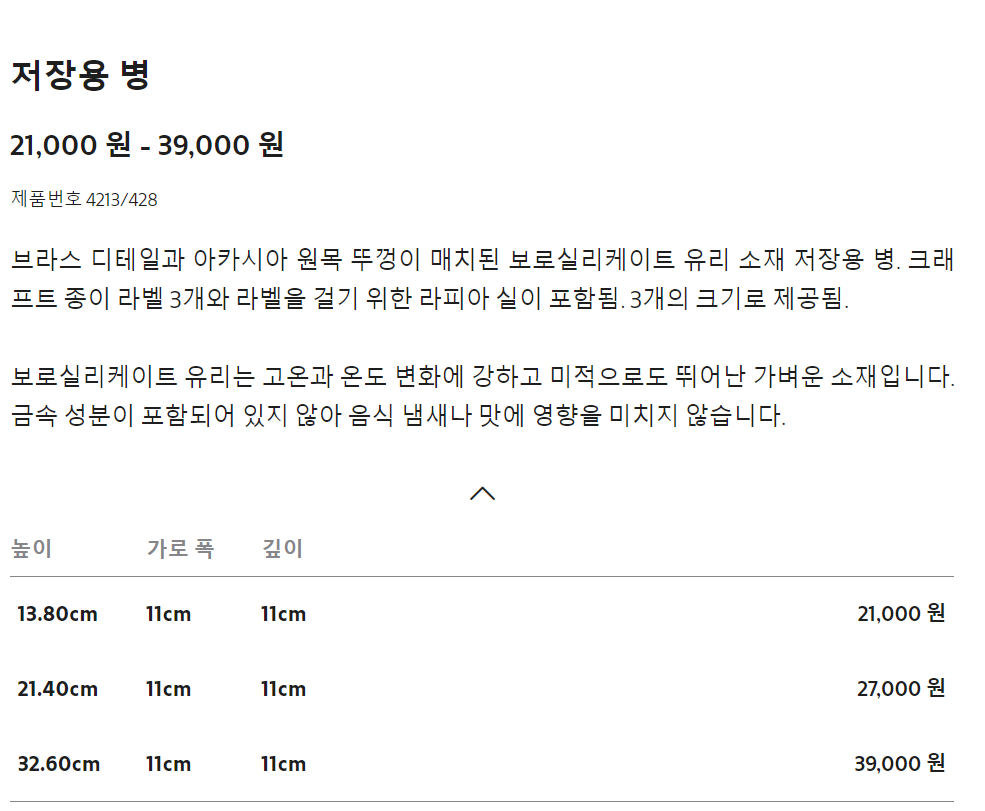 저장용 병
21,000 원 - 39,000 원
제품번호 4213/428
브라스 디테일과 아카시아 원목 뚜껑이 매치된 보로실리케이트 유리 소재 저장용 병. 크래
프트 종이 라벨 3개와 라벨을 걸기 위한 라피아 실이 포함됨. 3개의 크기로 제공됨.
보로실리케이트 유리는 고온과 온도 변화에 강하고 미적으로도 뛰어난 가벼운 소재입니다.
금속 성분이 포함되어 있지 않아 음식 냄새나 맛에 영향을 미치지 않습니다.
높이 가로 폭 깊이
13.80cm 11cm 11cm 21,000 원
21.40cm 11cm 11cm 27,000 원
32.60cm 11cm 11cm 39,000 원